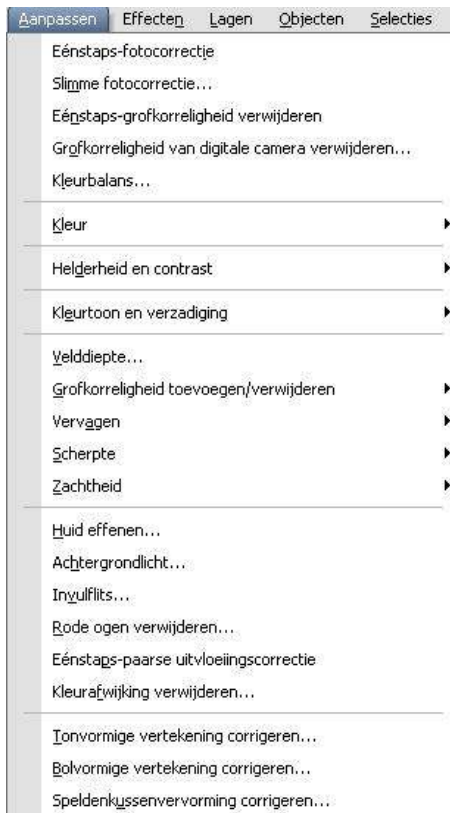 Aanpassen Effecten Lagen Objecten Selecties
Eénstaps-fotocorrectie
Slimme fotocorrectie...
Eénstaps-grofkorreligheid verwijderen
Grofkorreligheid van digitale camera verwijderen...
Kleurbalans...
Kleur
Helderheid en contrast
Kleurtoon en verzadiging
Velddiepte...
Grofkorreligheid toevoegen/verwijderen
Vervagen
Scherpte
Zachtheid
Huid effenen...
Achtergrondlicht...
Invulflits...
Rode ogen verwijderen...
Eénstaps-paarse uitvloeiingscorrectie
Kleurafwijking verwijderen...
Tonvormige vertekening corrigeren...
Bolvormige vertekening corrigeren...
Speldenkussenvervorming corrigeren...